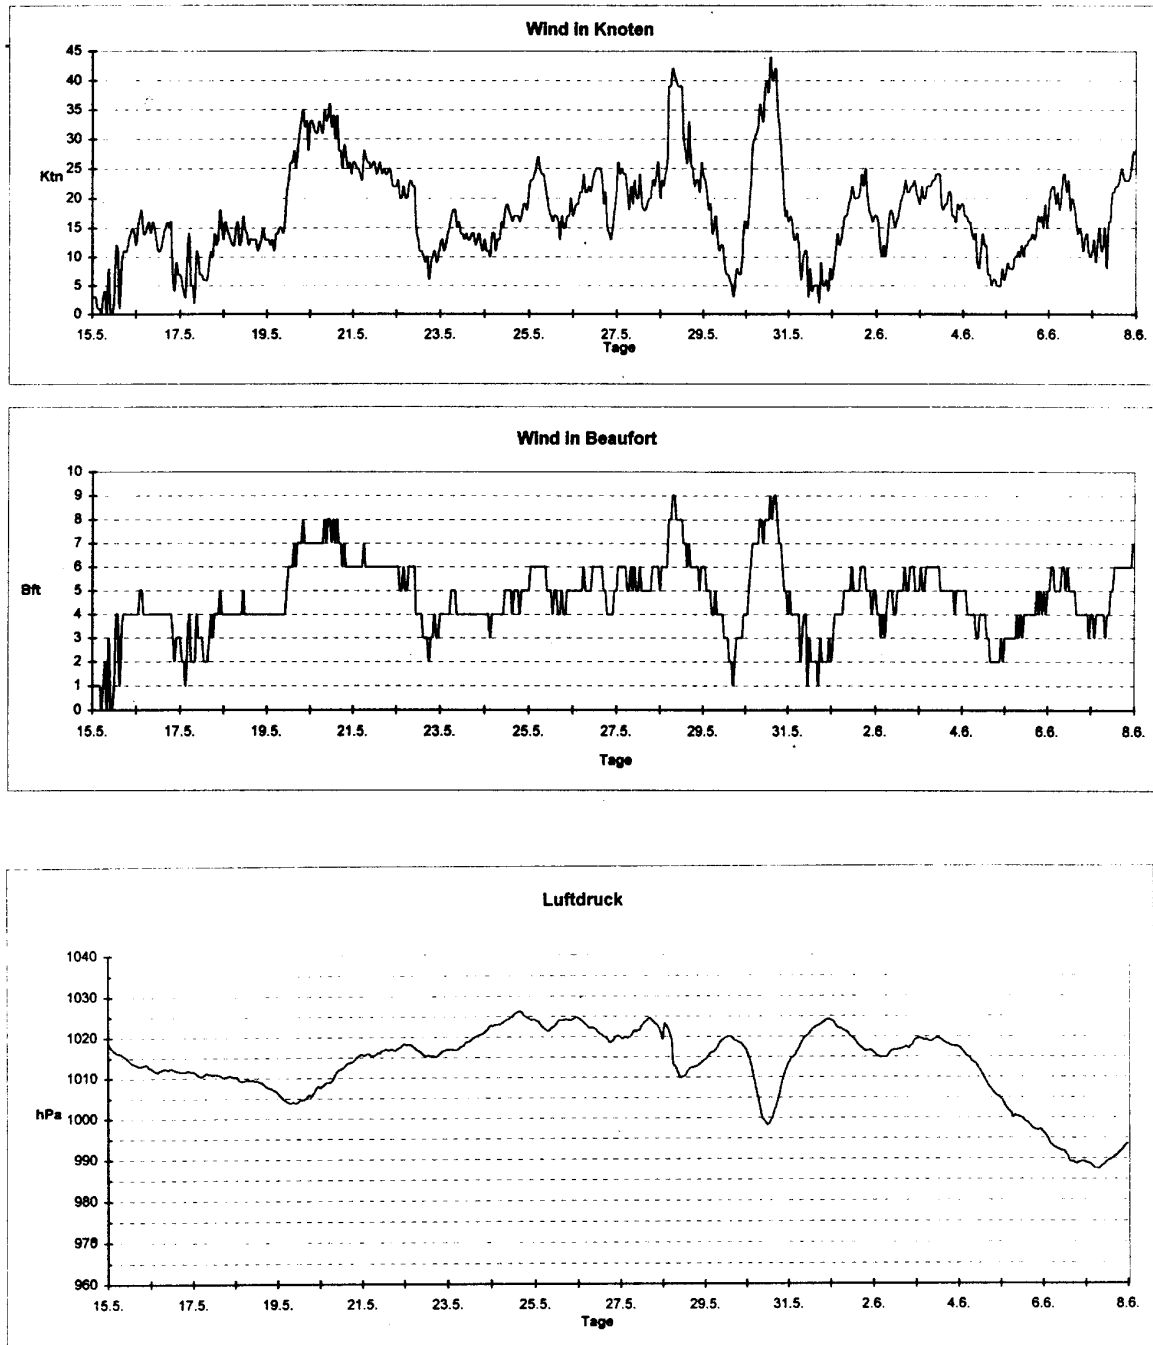 Wind in Knoten
45
40
35
30
25
Ktn
20
15
10
5
0
15.5. 17.5. 19.5. 21.5. 23.5. 25.5. 27.5. 29.5. 31.5. 2.6. 4.6. 6.6. 8.6.
Tage
Wind in Beaufort
10
9
8
7
6
Bft
5
4
3
2
1
0
15.5. 17.5. 19.5. 21.5. 23.5. 25.5. 27.5. 29.5. 31.5. 2.6. 4.6. 6.6. 8.6.
Tage
Luftdruck
1040
1030
1020
1010
hPa
1000
990
980
970
960
15.5. 17.5. 19.5. 21.5. 23.5. 25.5. 27.5. 29.5. 31.5. 2.6. 4.6. 6.6. 8.6.
Tage